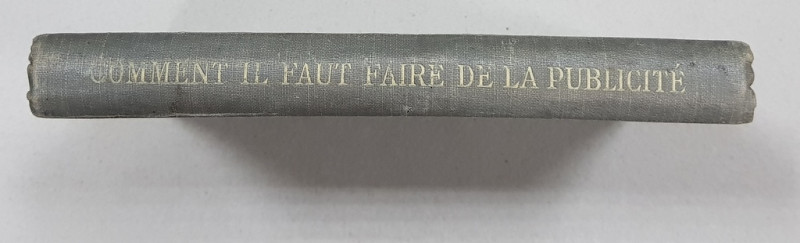 COMMENT IL FAUT FAIRE DE LA PUBLICITÉ